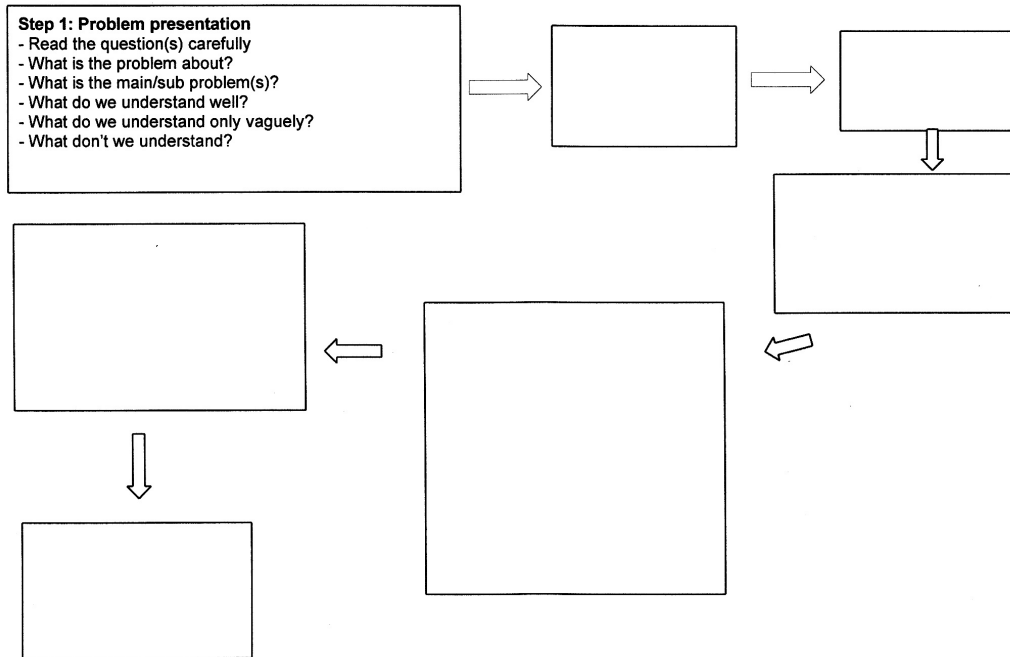 Step 1: Problem presentation
- Read the question(s) carefully
- What is the problem about?
- What is the main/sub problem(s)?
- What do we understand well?
- What do we understand only vaguely?
- What don't we understand?